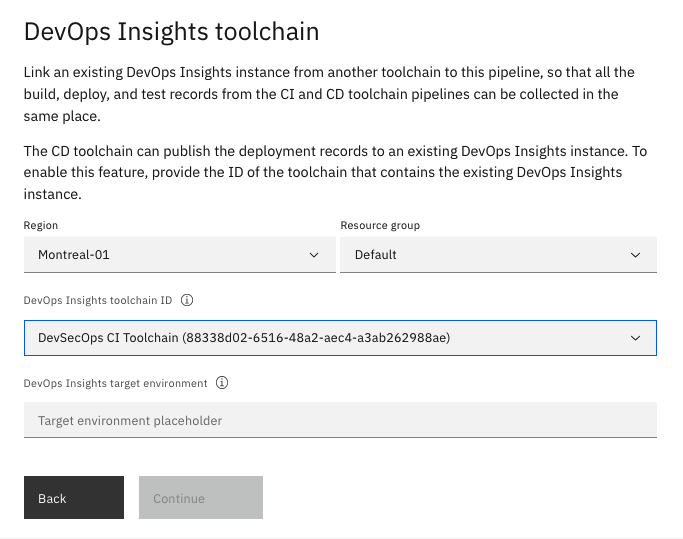 DevOps Insights toolchain
Link an existing DevOps Insights instance from another toolchain to this pipeline, so that all the
build, deploy, and test records from the CI and CD toolchain pipelines can be collected in the
same place.
The CD toolchain can publish the deployment records to an existing DevOps Insights instance. To
enable this feature, provide the ID of the toolchain that contains the existing DevOps Insights
instance.
Region
Resource group
Montreal-01
Default
DevOps Insights toolchain ID
DevSecOps CI Toolchain (88338d02-6516-48a2-aec4-a3ab262988ae)
DevOps Insights target environment
Target environment placeholder
Back
Continue